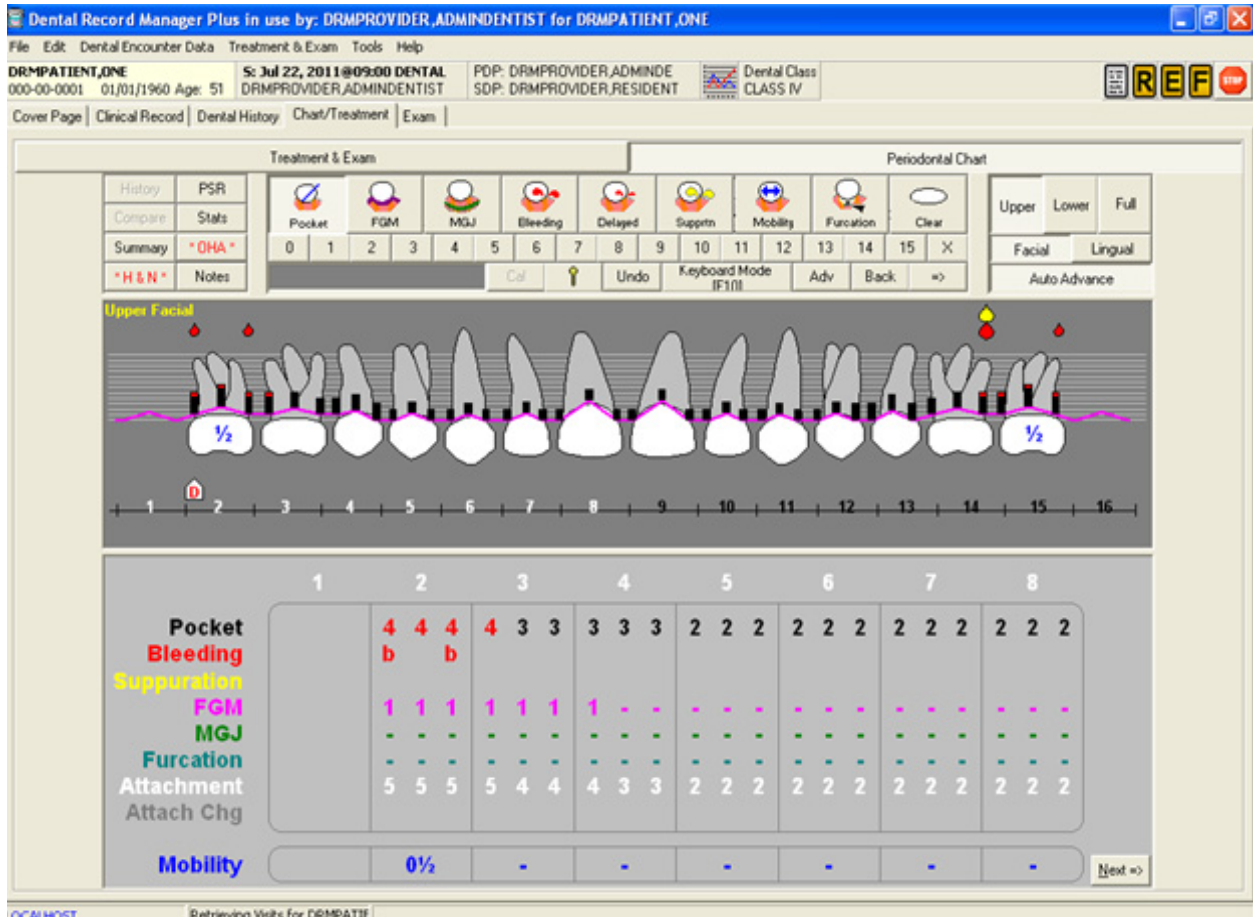 Dental Record Manager Plus in use by: DRMPROVIDER,ADMINDENTIST for DRMPATIENT,ONE
File Edit Dental Encounter Data Treatment & Exam Tools Help
DRMPATIENT,ONE S: Jul 22, 2011@09:00 DENTAL PDP: DRMPROVIDER,ADMINDE Dental Class
000-00-0001 01/01/1960 Age: 51 DRMPROVIDER,ADMINDENTIST SDP: DRMPROVIDER,RESIDENT CLASS IV
R E F STOP
Cover Page Clinical Record Dental History Chart/Treatment Exam
Treatment & Exam Periodontal Chart
History PSR Pocket FGM MGJ Bleeding Delayed Supprtn Mobility Furcation Clear Upper Lower Full
Compare Stats
Summary *OHA* 0 1 2 3 4 5 6 7 8 9 10 11 12 13 14 15 X Facial Lingual
*H&N* Notes Cal Undo Keyboard Mode [F10] Adv Back => Auto Advance
Upper Facial
½ ½
D
1 2 3 4 5 6 7 8 9 10 11 12 13 14 15 16
1 2 3 4 5 6 7 8
Pocket 4 4 4 4 3 3 3 3 3 2 2 2 2 2 2 2 2 2 2 2 2
Bleeding b b
Suppuration
FGM 1 1 1 1 1 1 1 - - - - - - - - - - - - - -
MGJ - - - - - - - - - - - - - - - - - - - - -
Furcation - - - - - - - - - - - - - - - - - - - - -
Attachment 5 5 5 5 4 4 4 3 3 2 2 2 2 2 2 2 2 2 2 2 2
Attach Chg
Mobility 0½ - - - - - -
Next =>
OCALHOST Retrieving Visits for DRMPATIE